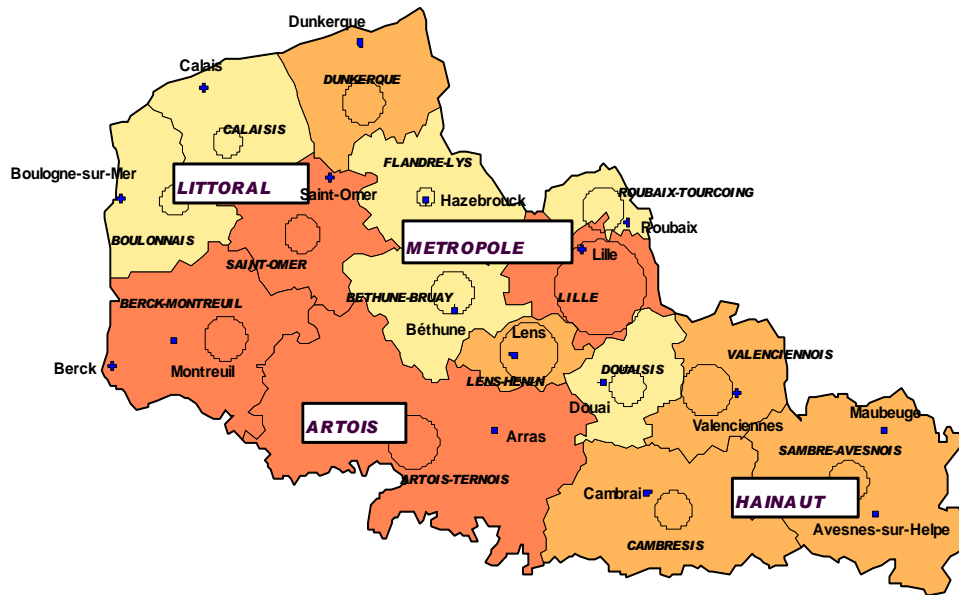 Dunkerque
Calais
DUNKERQUE
CALAISIS
FLANDRE-LYS
Boulogne-sur-Mer
LITTORAL
Saint-Omer
Hazebrouck
ROUBAIX-TOURCOING
Roubaix
BOULONNAIS
METROPOLE
Lille
SAINT-OMER
BERCK-MONTREUIL
BETHUNE-BRUAY
LILLE
Béthune
Lens
VALENCIENNOIS
Berck
Montreuil
LENS-HENIN
DOUAISIS
Douai
Maubeuge
ARTOIS
Arras
Valenciennes
SAMBRE-AVESNOIS
ARTOIS-TERNOIS
Cambrai
HAINAUT
Avesnes-sur-Helpe
CAMBRESIS